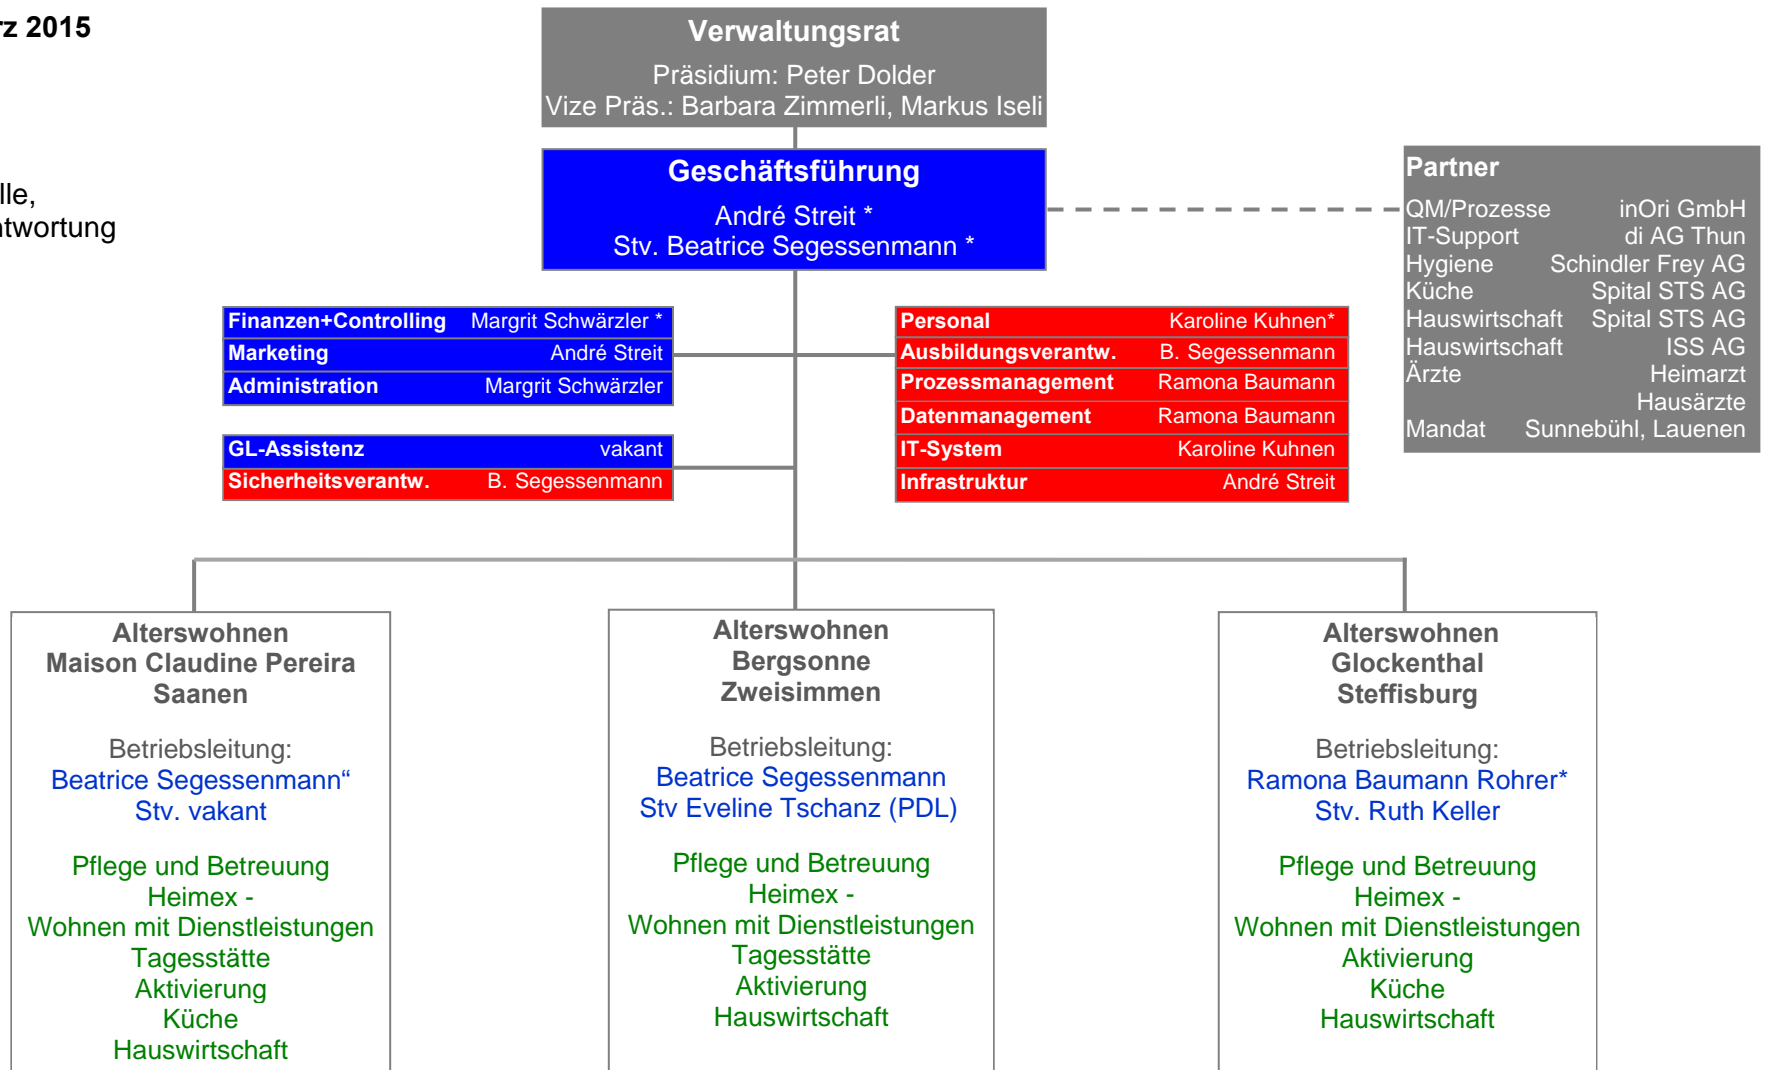 rz 2015
lle,
ntwortung
Verwaltungsrat
Präsidium: Peter Dolder
Vize Präs.: Barbara Zimmerli, Markus Iseli
Geschäftsführung
André Streit *
Stv. Beatrice Segessenmann *
Partner
QM/Prozesse inOri GmbH
IT-Support di AG Thun
Hygiene Schindler Frey AG
Küche Spital STS AG
Hauswirtschaft Spital STS AG
Hauswirtschaft ISS AG
Ärzte Heimarzt
Hausärzte
Mandat Sunnebühl, Lauenen
Finanzen+Controlling Margrit Schwärzler *
Marketing André Streit
Administration Margrit Schwärzler
GL-Assistenz vakant
Sicherheitsverantw. B. Segessenmann
Personal Karoline Kuhnen*
Ausbildungsverantw. B. Segessenmann
Prozessmanagement Ramona Baumann
Datenmanagement Ramona Baumann
IT-System Karoline Kuhnen
Infrastruktur André Streit
Alterswohnen
Maison Claudine Pereira
Saanen
Betriebsleitung:
Beatrice Segessenmann“
Stv. vakant
Pflege und Betreuung
Heimex -
Wohnen mit Dienstleistungen
Tagesstätte
Aktivierung
Küche
Hauswirtschaft
Alterswohnen
Bergsonne
Zweisimmen
Betriebsleitung:
Beatrice Segessenmann
Stv Eveline Tschanz (PDL)
Pflege und Betreuung
Heimex -
Wohnen mit Dienstleistungen
Tagesstätte
Aktivierung
Hauswirtschaft
Alterswohnen
Glockenthal
Steffisburg
Betriebsleitung:
Ramona Baumann Rohrer*
Stv. Ruth Keller
Pflege und Betreuung
Heimex -
Wohnen mit Dienstleistungen
Aktivierung
Küche
Hauswirtschaft